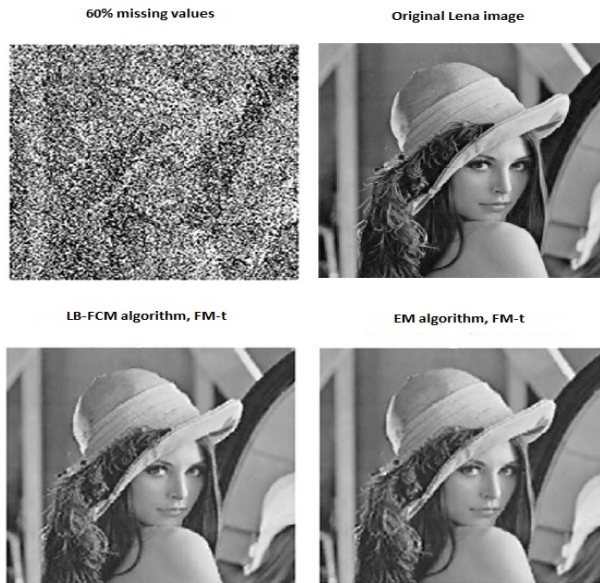 60% missing values
Original Lena image
LB-FCM algorithm, FM-t
EM algorithm, FM-t